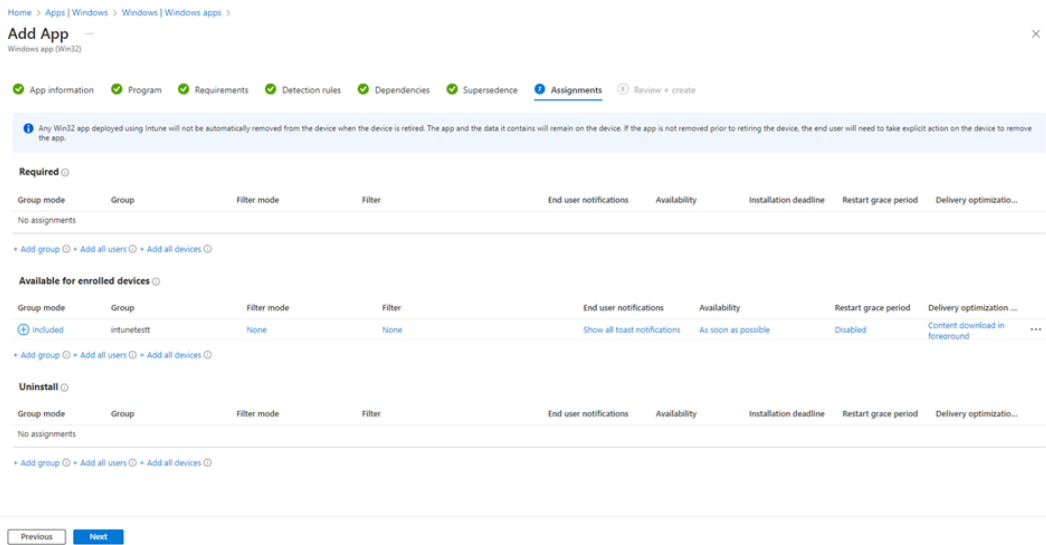 Home > Apps | Windows > Windows | Windows apps >
Add App ...
Windows app (Win32)
App information Program Requirements Detection rules Dependencies Supersedence 7 Assignments 8 Review + create
Any Win32 app deployed using Intune will not be automatically removed from the device when the device is retired. The app and the data it contains will remain on the device. If the app is not removed prior to retiring the device, the end user will need to take explicit action on the device to remove
the app.
Required
Group mode Group Filter mode Filter End user notifications Availability Installation deadline Restart grace period Delivery optimizatio...
No assignments
+ Add group + Add all users + Add all devices
Available for enrolled devices
Group mode Group Filter mode Filter End user notifications Availability Restart grace period Delivery optimization ...
Included intunetestt None None Show all toast notifications As soon as possible Disabled Content download in
foreground
+ Add group + Add all users + Add all devices
Uninstall
Group mode Group Filter mode Filter End user notifications Availability Installation deadline Restart grace period Delivery optimizatio...
No assignments
+ Add group + Add all users + Add all devices
Previous Next